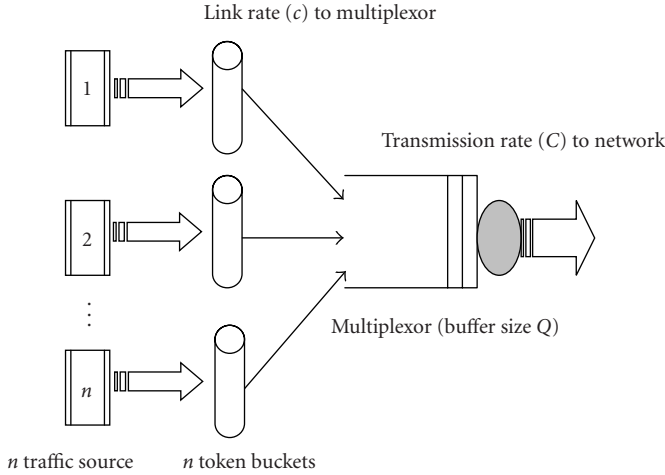 Link rate (c) to multiplexor
1
Transmission rate (C) to network
2
⋮
Multiplexor (buffer size Q)
n
n traffic source
n token buckets